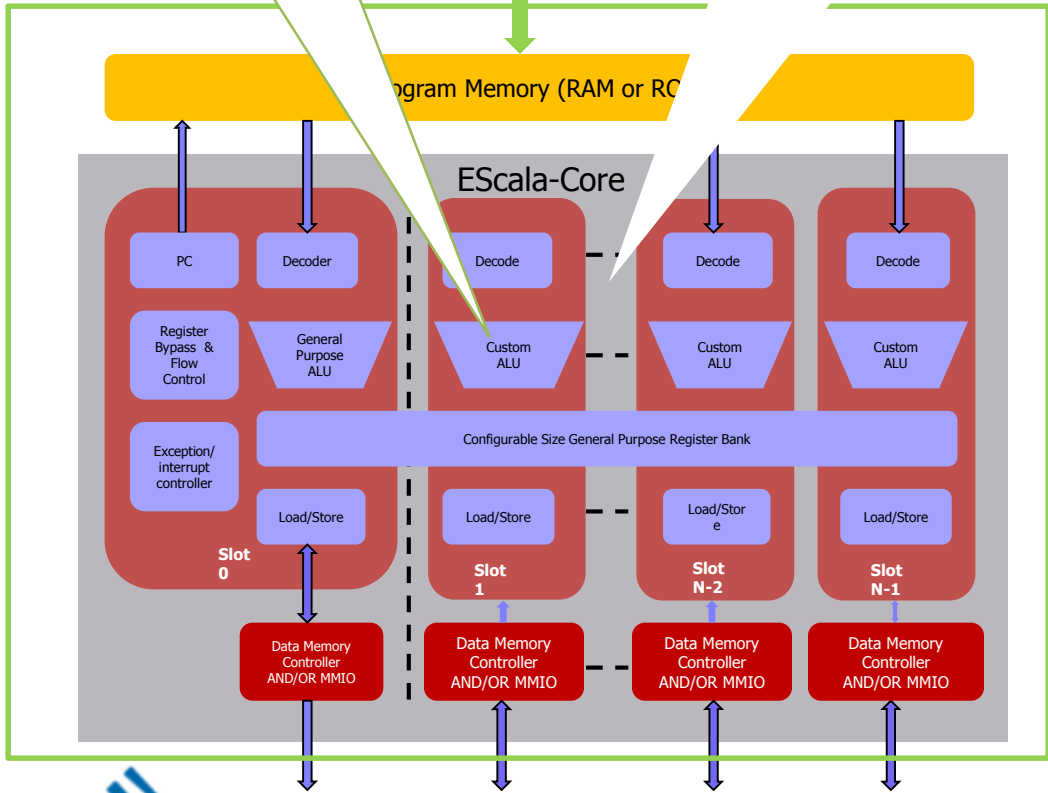 ogram Memory (RAM or RO
EScala-Core
PC
Decoder
Decode
Decode
Decode
Register
Bypass &
Flow
Control
General
Purpose
ALU
Custom
ALU
Custom
ALU
Custom
ALU
Configurable Size General Purpose Register Bank
Exception/
interrupt
controller
Load/Store
Load/Store
Load/Stor
e
Load/Store
Slot
0
Slot
1
Slot
N-2
Slot
N-1
Data Memory
Controller
AND/OR MMIO
Data Memory
Controller
AND/OR MMIO
Data Memory
Controller
AND/OR MMIO
Data Memory
Controller
AND/OR MMIO